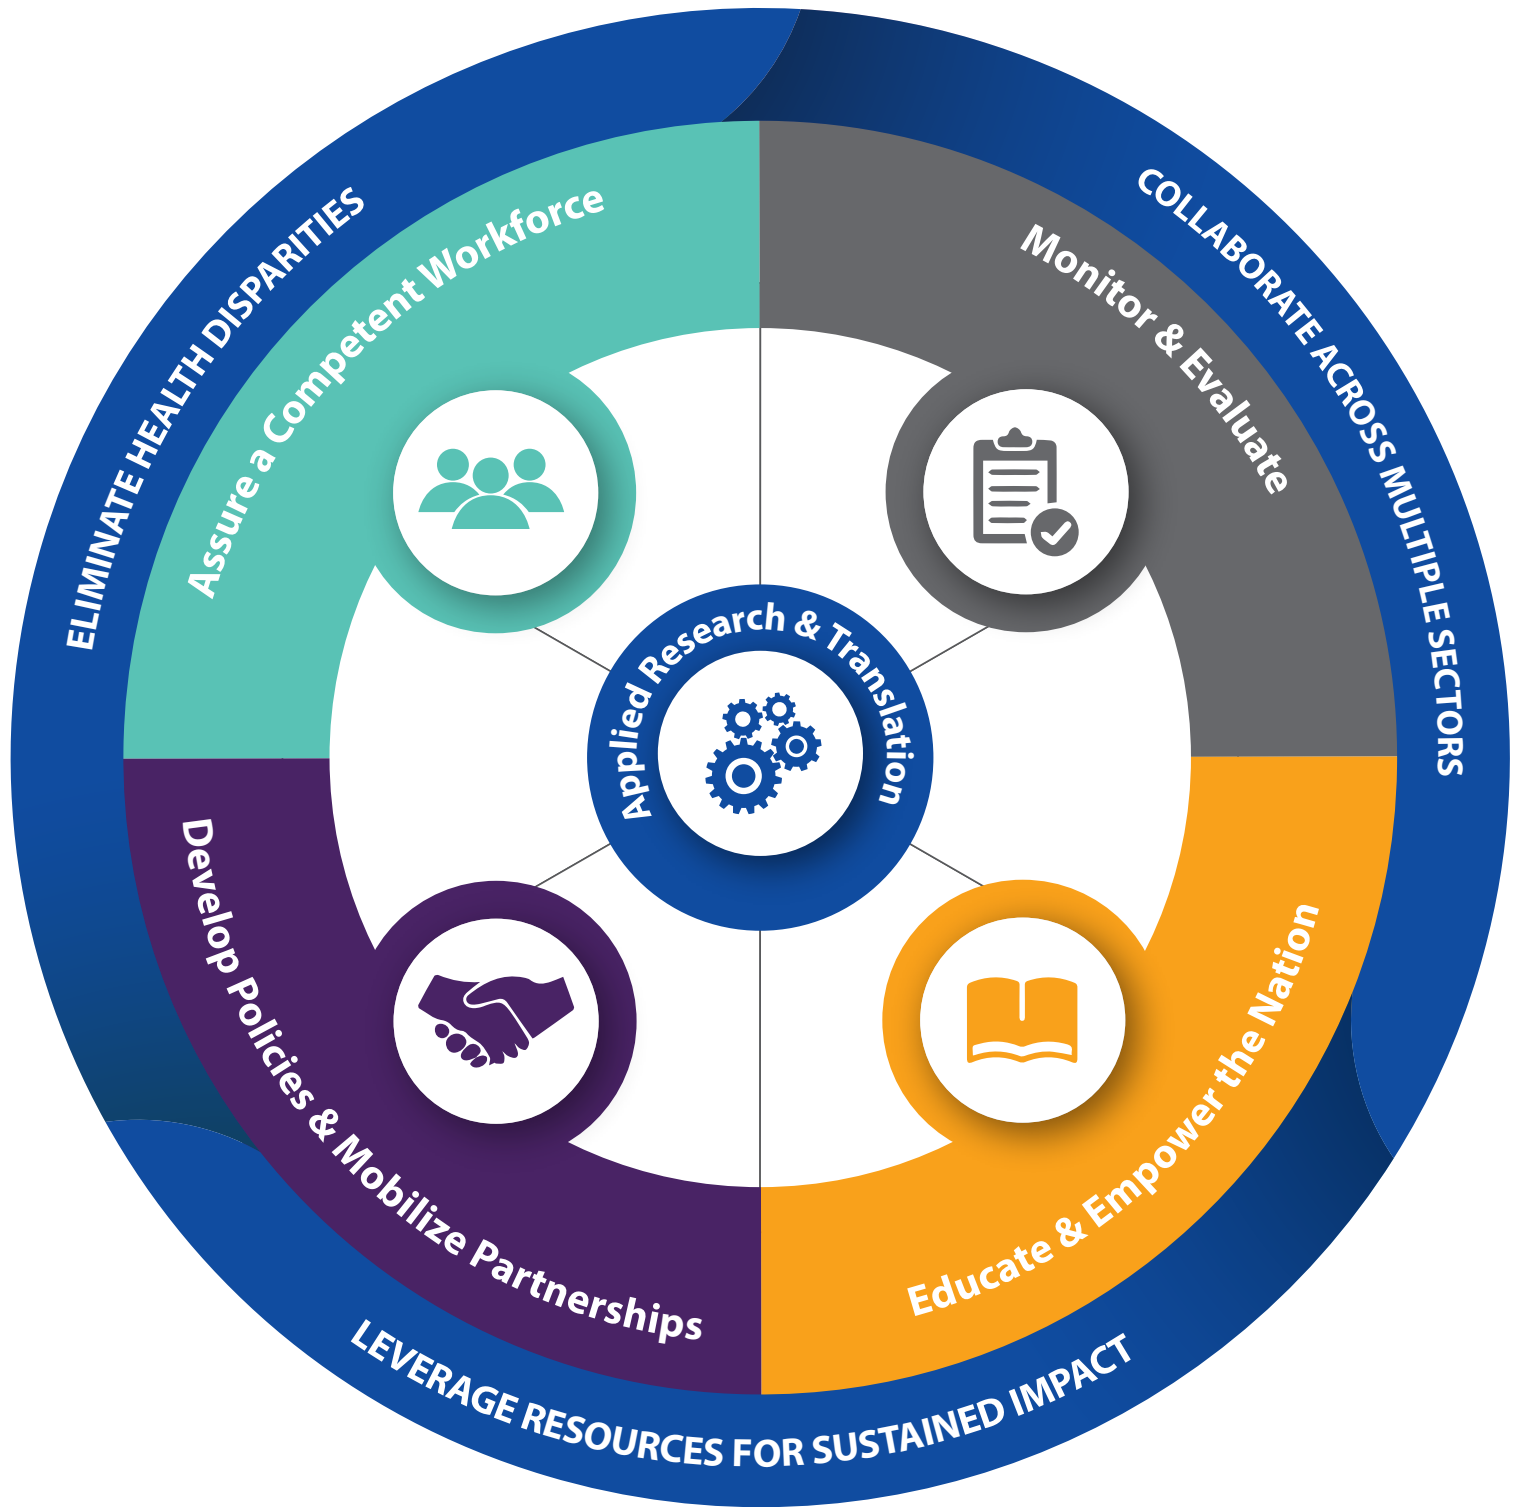 ELIMINATE HEALTH DISPARITIES
COLLABORATE ACROSS MULTIPLE SECTORS
LEVERAGE RESOURCES FOR SUSTAINED IMPACT
Assure a Competent Workforce
Monitor & Evaluate
Educate & Empower the Nation
Develop Policies & Mobilize Partnerships
Applied Research & Translation